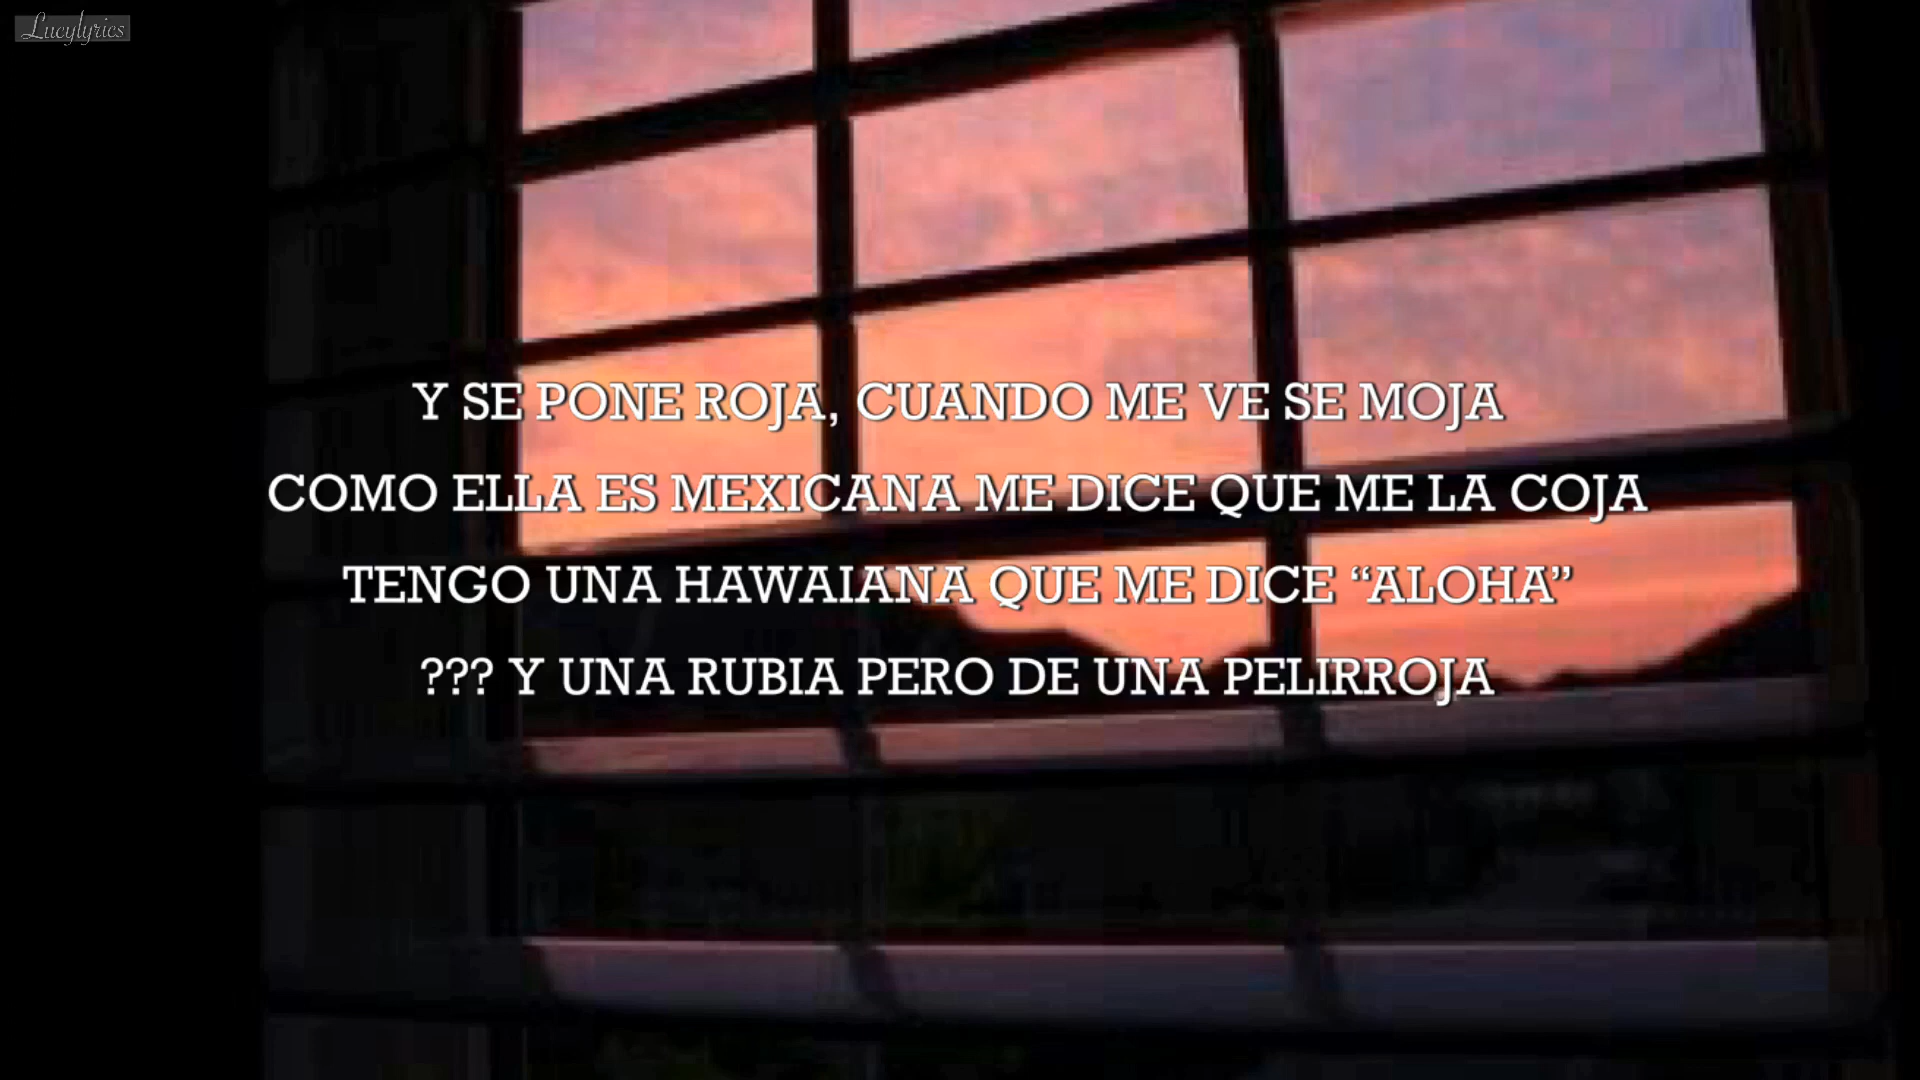 Lucylyrics
Y SE PONE ROJA, CUANDO ME VE SE MOJA
COMO ELLA ES MEXICANA ME DICE QUE ME LA COJA
TENGO UNA HAWAIANA QUE ME DICE “ALOHA”
??? Y UNA RUBIA PERO DE UNA PELIRROJA